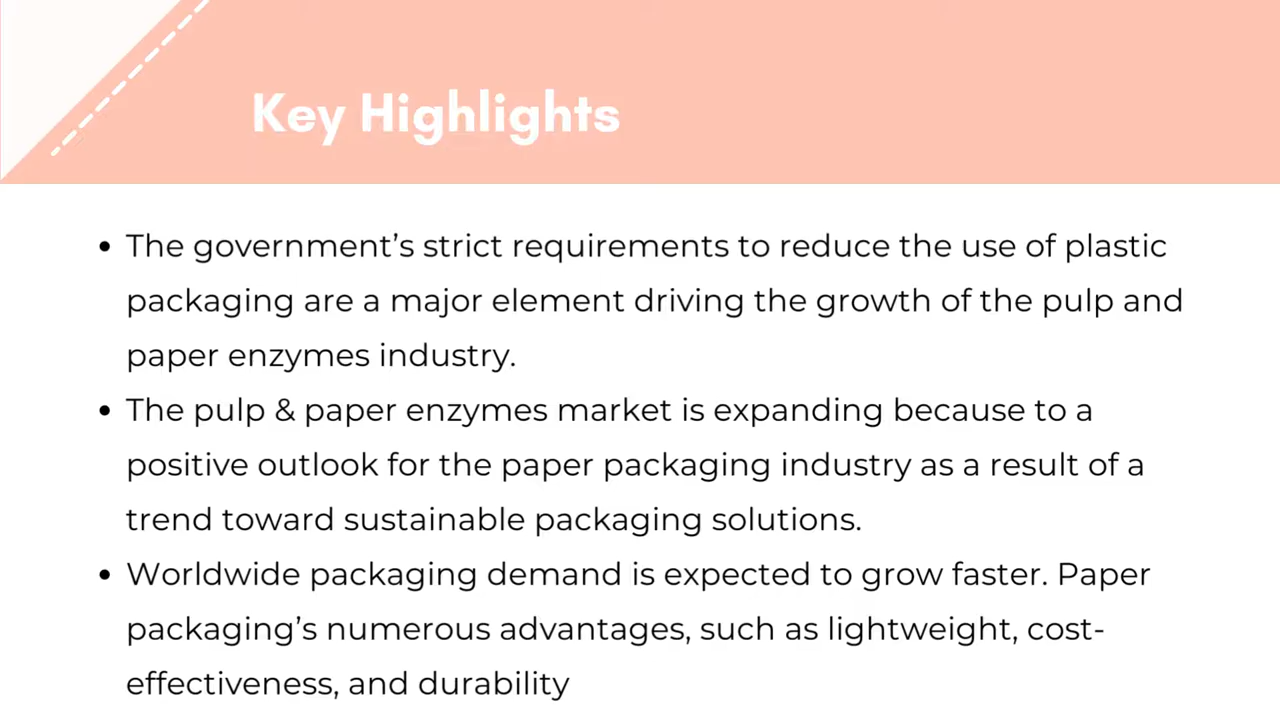 Key Highlights
• The government’s strict requirements to reduce the use of plastic
packaging are a major element driving the growth of the pulp and
paper enzymes industry.
• The pulp & paper enzymes market is expanding because to a
positive outlook for the paper packaging industry as a result of a
trend toward sustainable packaging solutions.
• Worldwide packaging demand is expected to grow faster. Paper
packaging’s numerous advantages, such as lightweight, cost-
effectiveness, and durability